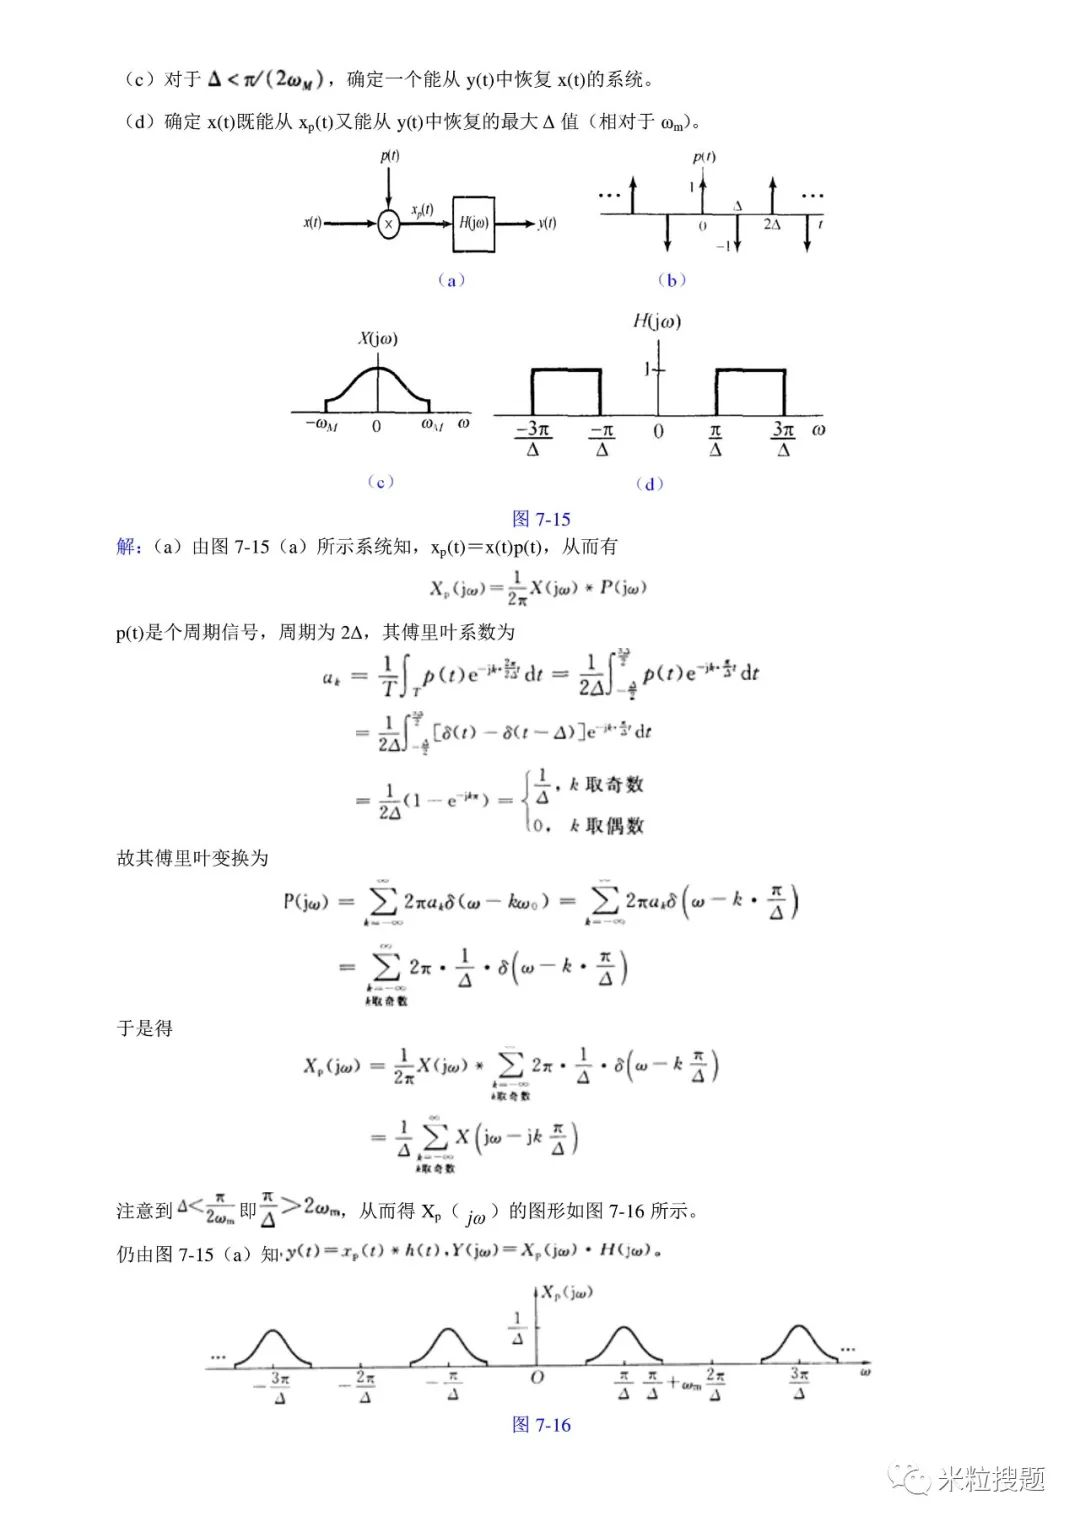 （c）对于 Δ＜π/(2ω_M)，确定一个能从 y(t)中恢复 x(t)的系统。
（d）确定 x(t)既能从 x_p(t)又能从 y(t)中恢复的最大 Δ 值（相对于 ω_m）。
p(t)
x(t) × x_p(t) H(jω) y(t)
（a）
p(t)
… 1 Δ …
0 −1 2Δ t
（b）
X(jω)
−ω_M 0 ω_M ω
（c）
H(jω)
1
−3π/Δ −π/Δ 0 π/Δ 3π/Δ ω
（d）
图 7-15
解：（a）由图 7-15（a）所示系统知，x_p(t)＝x(t)p(t)，从而有
X_p(jω)＝1/2π X(jω) * P(jω)
p(t)是个周期信号，周期为 2Δ，其傅里叶系数为
a_k = 1/T ∫_T p(t)e^{−jk·(2π/2Δ)t}dt = 1/2Δ ∫_{−Δ/2}^{3Δ/2} p(t)e^{−jk·(π/Δ)t}dt
= 1/2Δ ∫_{−Δ/2}^{3Δ/2} [δ(t)−δ(t−Δ)]e^{−jk·(π/Δ)t}dt
= 1/2Δ (1−e^{−jkπ}) = { 1/Δ，k 取奇数
0， k 取偶数
故其傅里叶变换为
P(jω) = ∑_{k=−∞}^{∞} 2πa_kδ(ω−kω_0) = ∑_{k=−∞}^{∞} 2πa_kδ(ω−k·π/Δ)
= ∑_{k=−∞ k取奇数}^{∞} 2π·1/Δ·δ(ω−k·π/Δ)
于是得
X_p(jω) = 1/2π X(jω) * ∑_{k=−∞ k取奇数}^{∞} 2π·1/Δ·δ(ω−k π/Δ)
= 1/Δ ∑_{k=−∞ k取奇数}^{∞} X(jω−jk π/Δ)
注意到 Δ＜π/2ω_m 即 π/Δ＞2ω_m，从而得 X_p（jω）的图形如图 7-16 所示。
仍由图 7-15（a）知，y(t)＝x_p(t) * h(t)，Y(jω)＝X_p(jω)·H(jω)。
X_p(jω)
1/Δ
… …
−3π/Δ −2π/Δ −π/Δ O π/Δ π/Δ+ω_m 2π/Δ 3π/Δ ω
图 7-16
米粒搜题